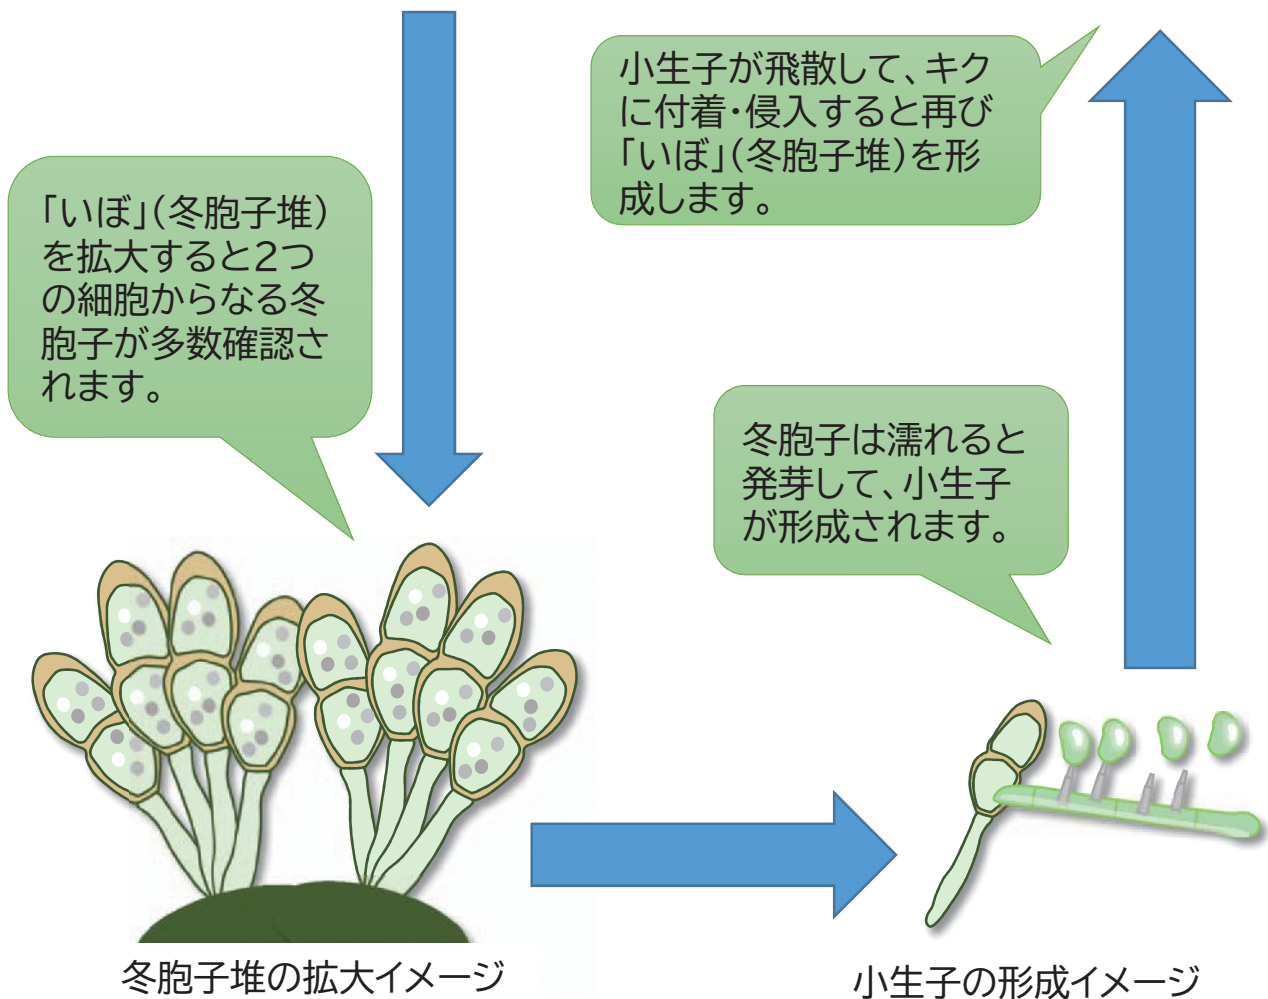 小生子が飛散して、キク
に付着・侵入すると再び
「いぼ」(冬胞子堆)を形
成します。
「いぼ」(冬胞子堆)
を拡大すると2つ
の細胞からなる冬
胞子が多数確認さ
れます。
冬胞子は濡れると
発芽して、小生子
が形成されます。
冬胞子堆の拡大イメージ
小生子の形成イメージ